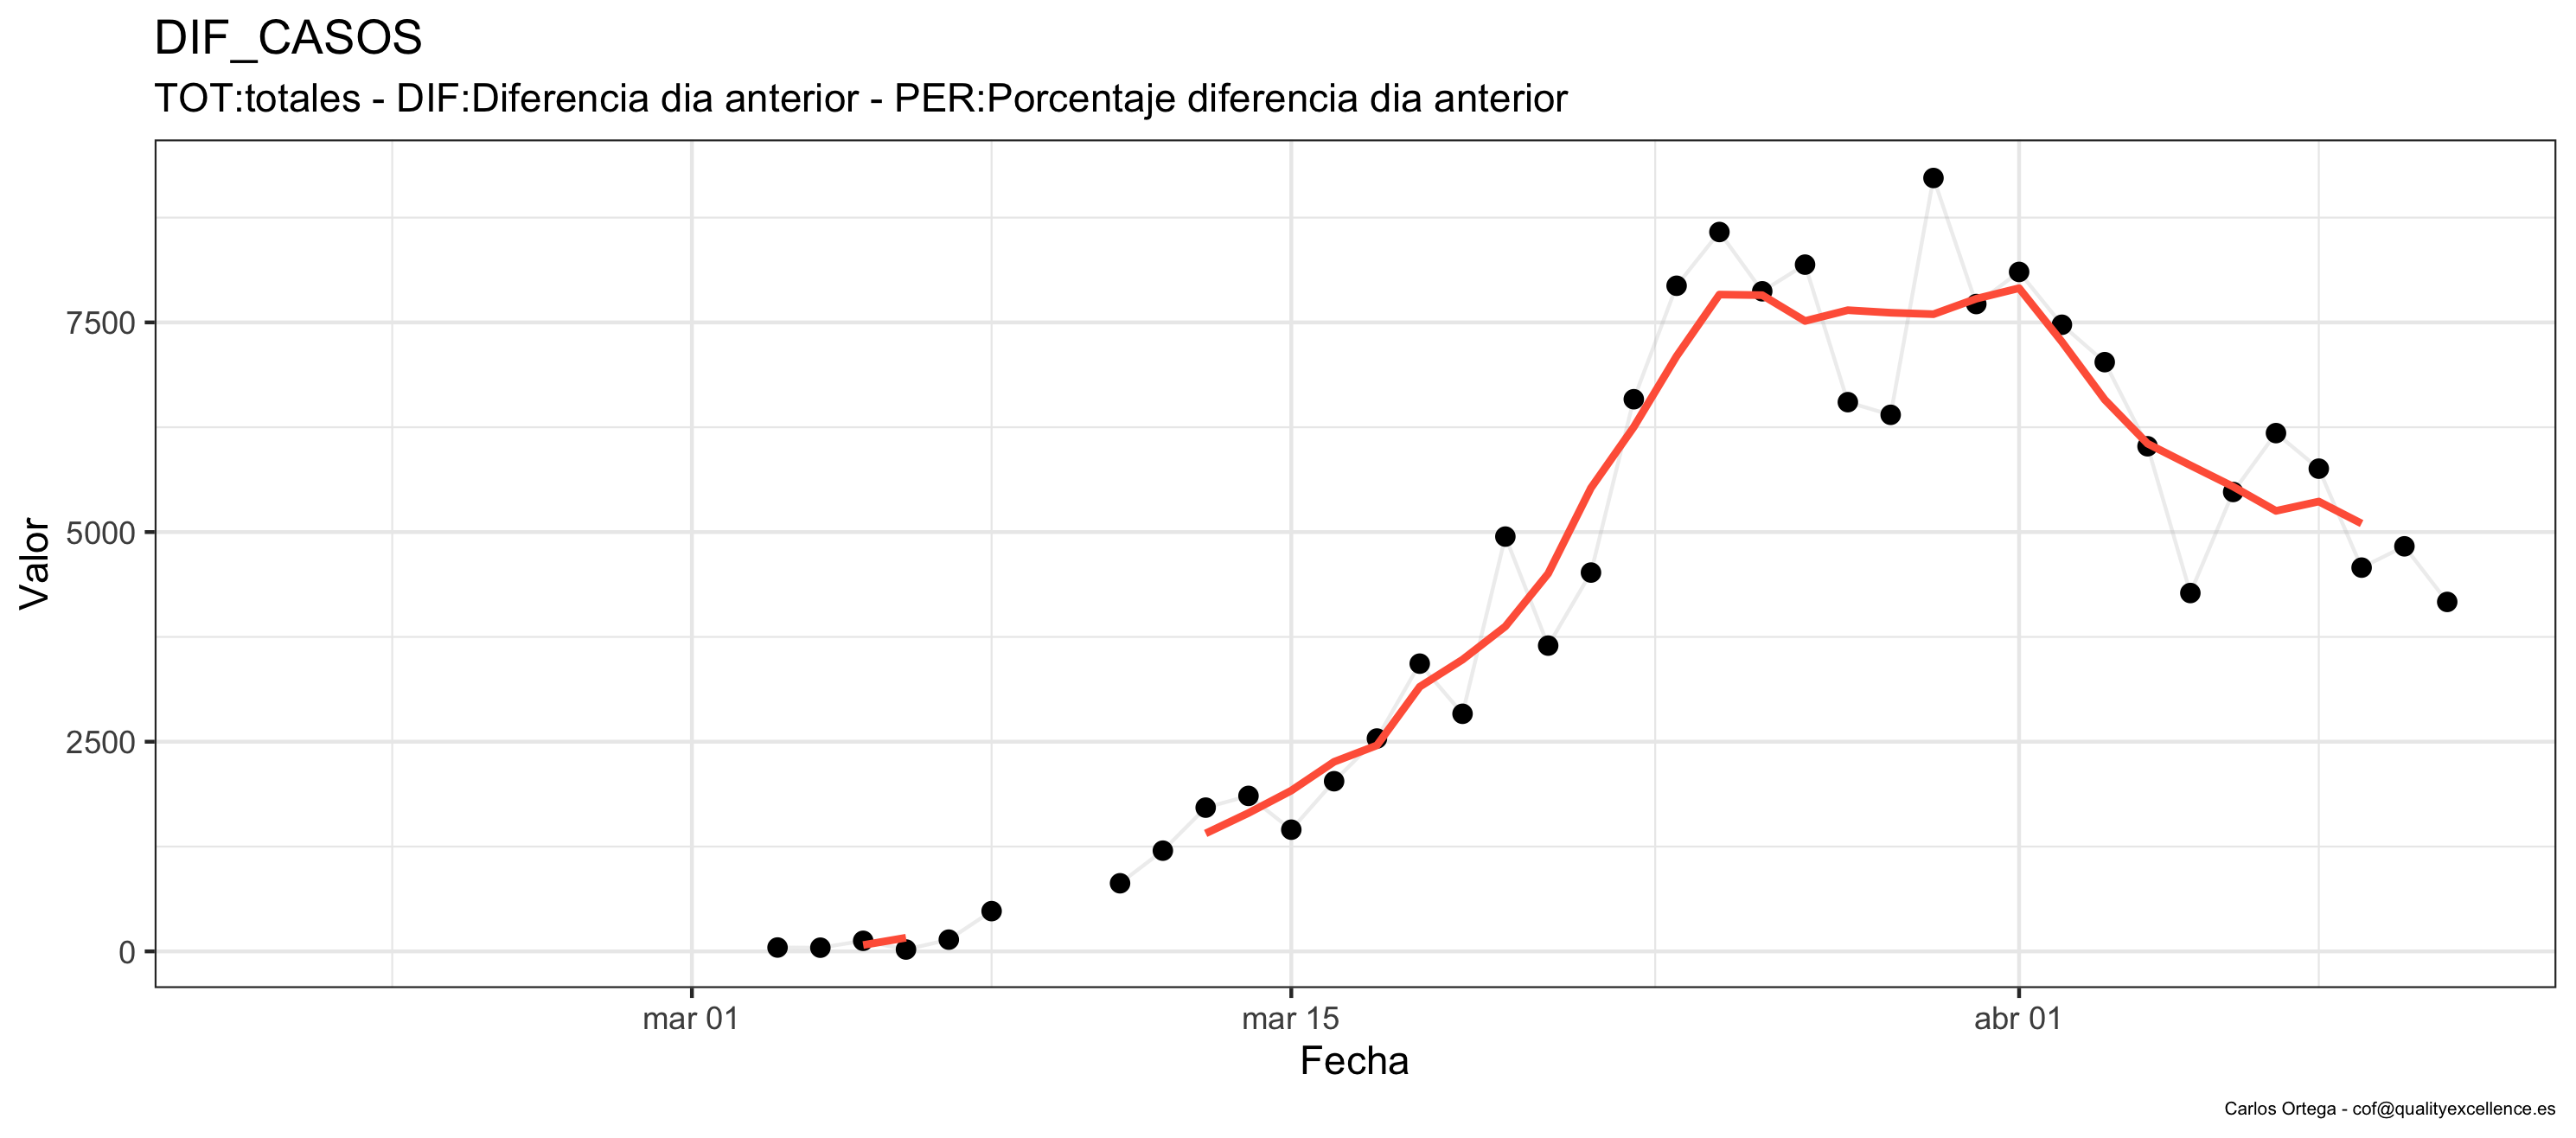 DIF_CASOS
TOT:totales - DIF:Diferencia dia anterior - PER:Porcentaje diferencia dia anterior
Valor
7500
5000
2500
0
mar 01
mar 15
abr 01
Fecha
Carlos Ortega - cof@qualityexcellence.es